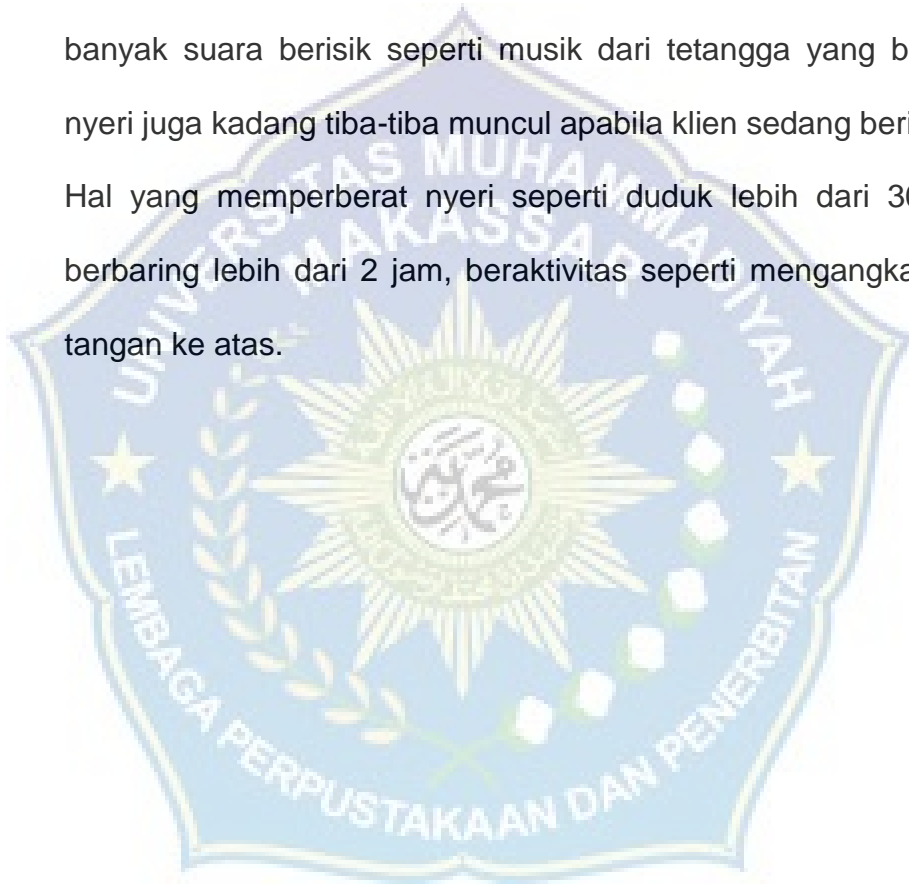 banyak suara berisik seperti musik dari tetangga yang
nyeri juga kadang tiba-tiba muncul apabila klien sedang
Hal yang memperberat nyeri seperti duduk lebih dari
berbaring lebih dari 2 jam, beraktivitas seperti
tangan ke atas.
UNIVERSITAS MUHAMMADIYAH
MAKASSAR
LEMBAGA PERPUSTAKAAN DAN PENERBITAN